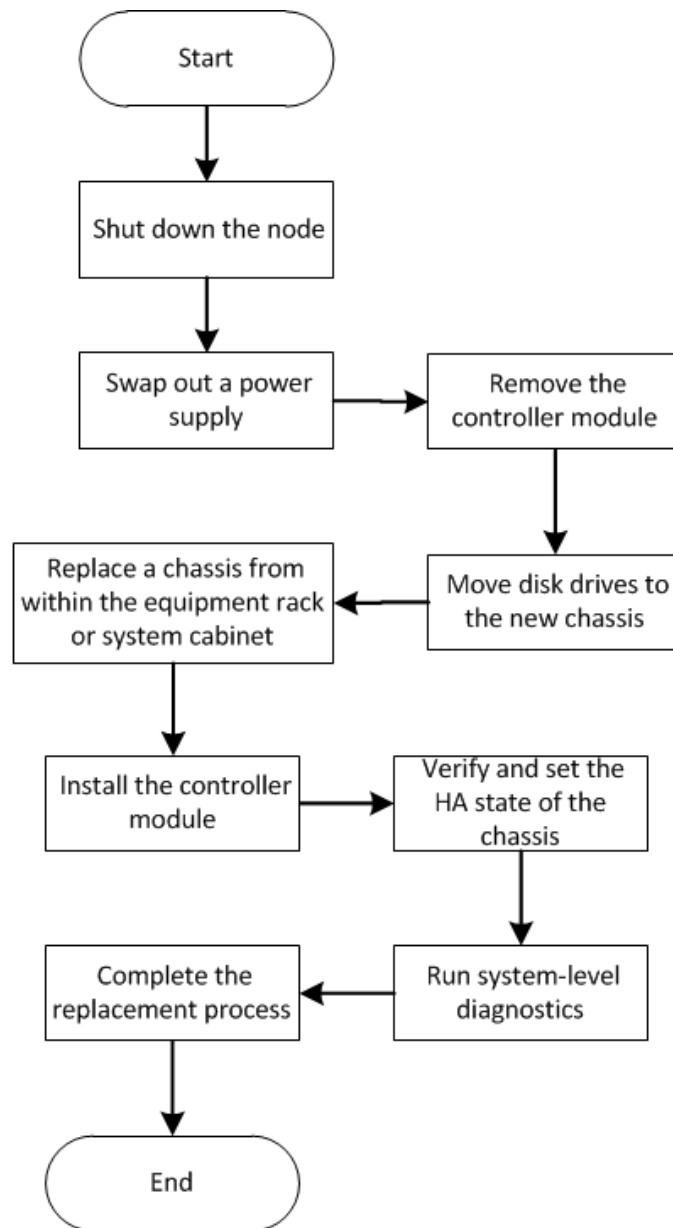 Start
Shut down the node
Swap out a power
supply
Remove the
controller module
Move disk drives to
the new chassis
Replace a chassis from
within the equipment rack
or system cabinet
Install the controller
module
Verify and set the
HA state of the
chassis
Run system-level
diagnostics
Complete the
replacement process
End